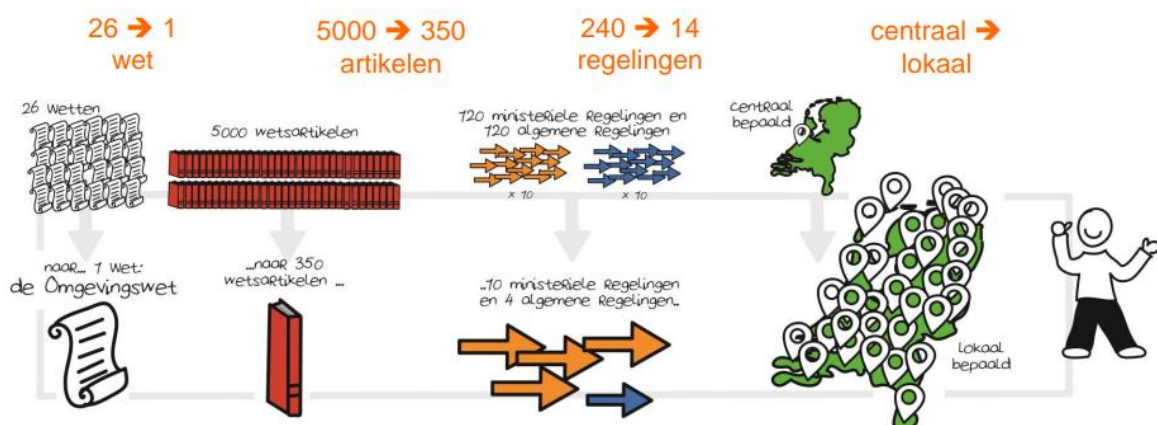 26 ➔ 1
wet
5000 ➔ 350
artikelen
240 ➔ 14
regelingen
centraal ➔
lokaal
26 wetten
5000 wetsartikelen
120 ministeriele regelingen en
120 algemene regelingen
x 10
x 10
centraal
bepaald
naar... 1 wet:
de Omgevingswet
...naar 350
wetsartikelen ...
..10 ministeriele regelingen
en 4 algemene regelingen..
lokaal
bepaald